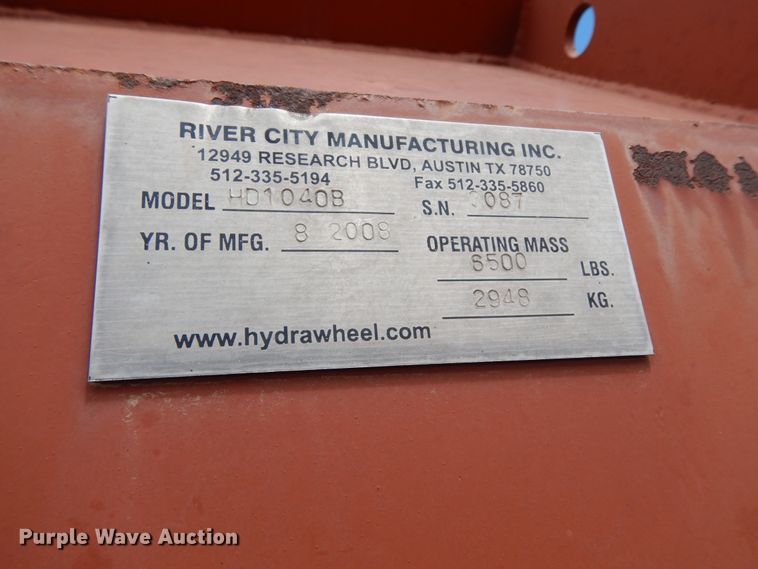 RIVER CITY MANUFACTURING INC.
12949 RESEARCH BLVD, AUSTIN TX 78750
512-335-5194 Fax 512-335-5860
MODEL HD1040B S.N. 0087
YR. OF MFG. 8 2008 OPERATING MASS
6500 LBS.
2948 KG.
www.hydrawheel.com
Purple Wave Auction